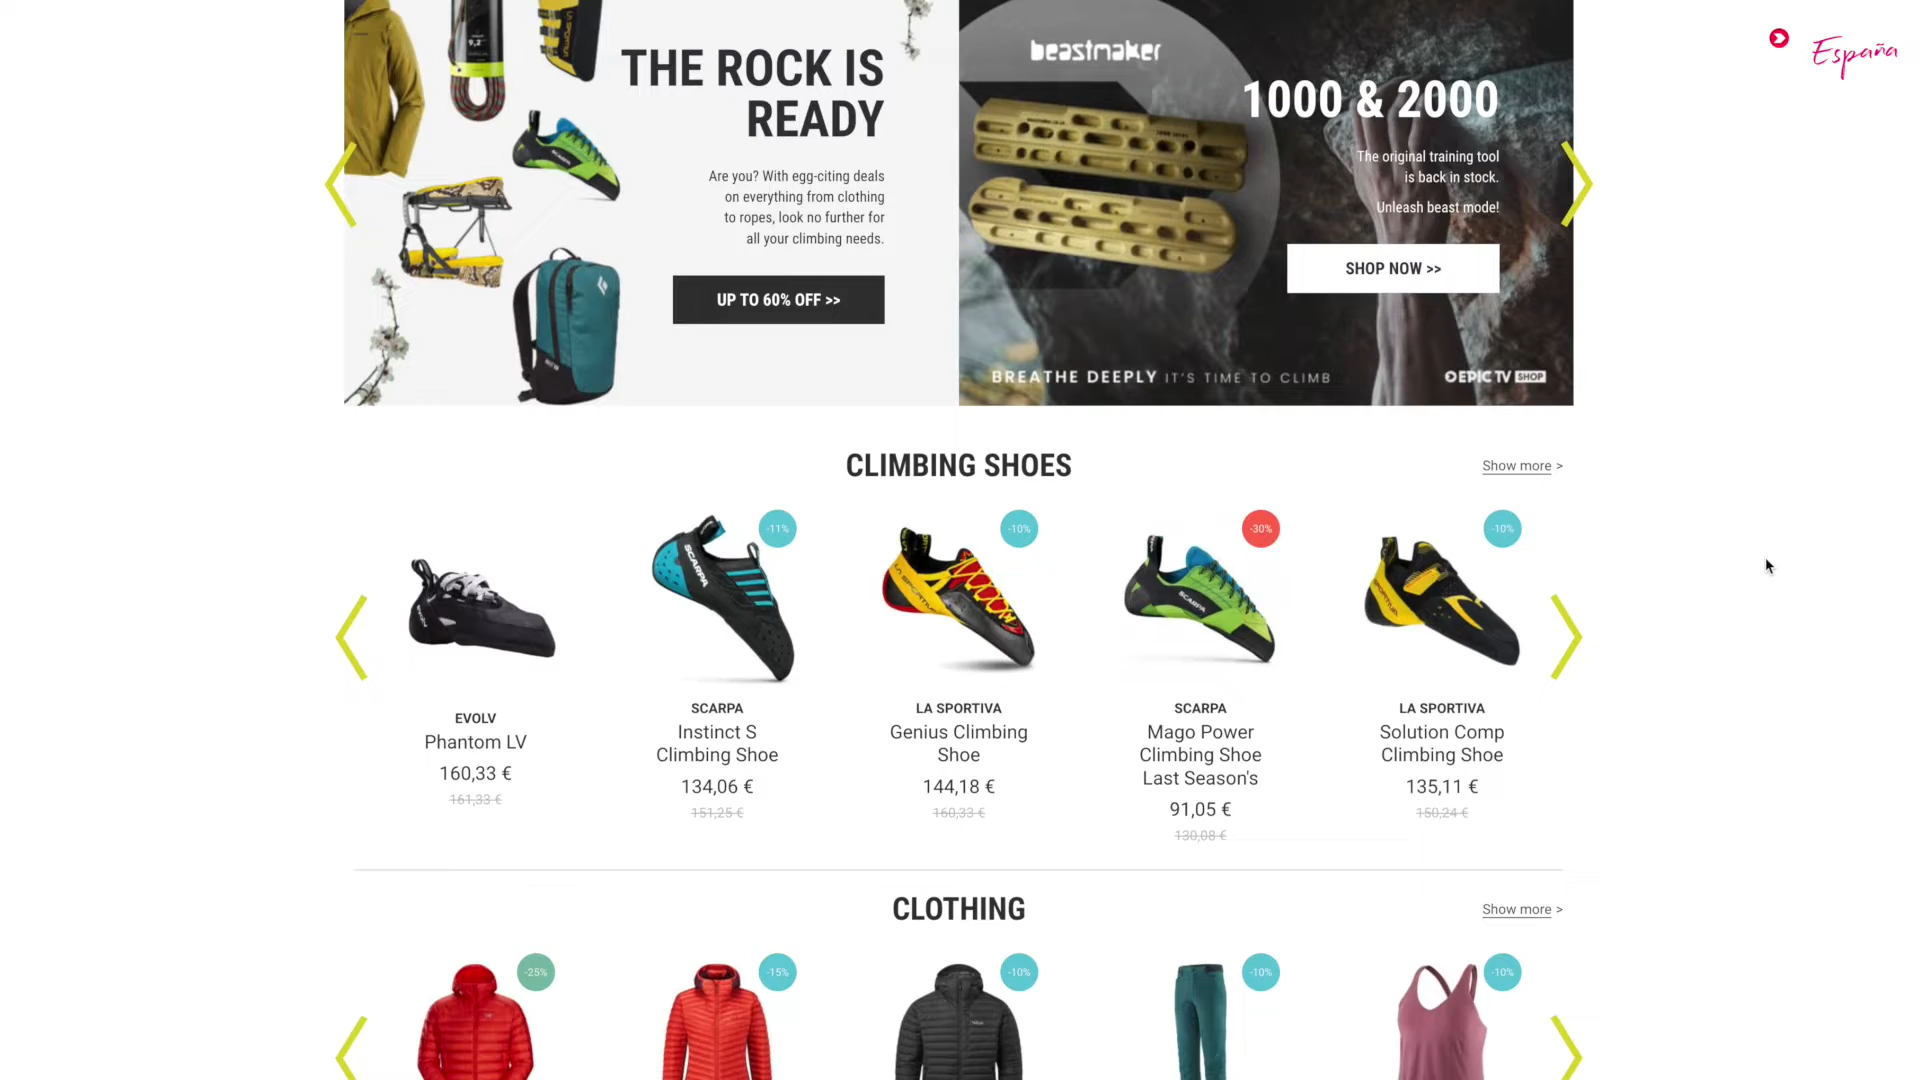 España
9,2
THE ROCK IS
READY
Are you? With egg-citing deals
on everything from clothing
to ropes, look no further for
all your climbing needs.
UP TO 60% OFF >>
beastmaker
1000 & 2000
The original training tool
is back in stock.
Unleash beast mode!
SHOP NOW >>
BREATHE DEEPLY IT'S TIME TO CLIMB
EPIC TV SHOP
CLIMBING SHOES
Show more >
-11%
-10%
-30%
-10%
SCARPA
LA SPORTIVA
SCARPA
EVOLV
Phantom LV
160,33 €
161,33 €
SCARPA
Instinct S
Climbing Shoe
134,06 €
151,25 €
LA SPORTIVA
Genius Climbing
Shoe
144,18 €
160,33 €
SCARPA
Mago Power
Climbing Shoe
Last Season's
91,05 €
130,08 €
LA SPORTIVA
Solution Comp
Climbing Shoe
135,11 €
150,24 €
CLOTHING
Show more >
-25%
-15%
-10%
-10%
-10%